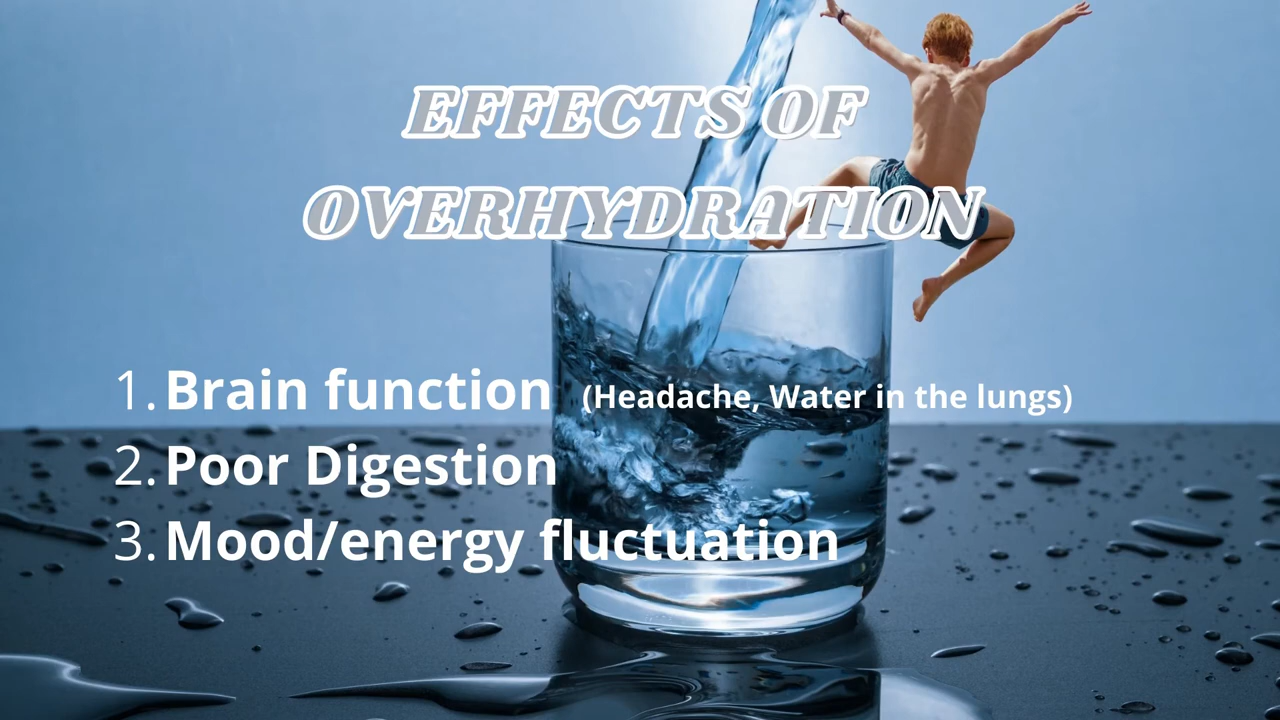 EFFECTS OF
OVERHYDRATION
1. Brain function (Headache, Water in the lungs)
2. Poor Digestion
3. Mood/energy fluctuation